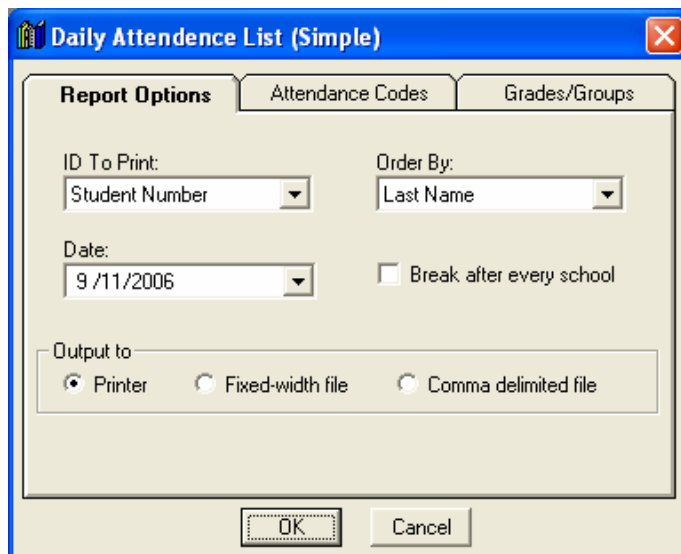 Daily Attendence List (Simple)
Report Options Attendance Codes Grades/Groups
ID To Print: Order By:
Student Number Last Name
Date:
9 /11/2006 Break after every school
Output to
Printer Fixed-width file Comma delimited file
OK Cancel